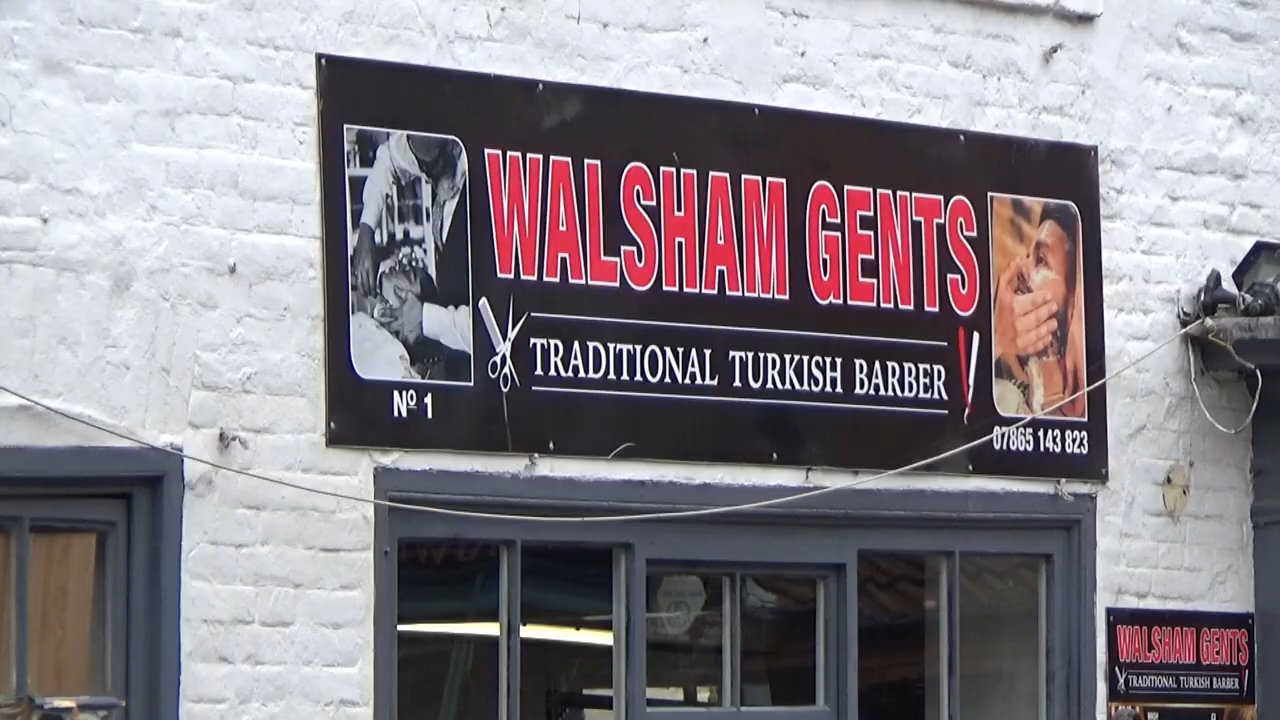 WALSHAM GENTS
TRADITIONAL TURKISH BARBER
Nº 1
07865 143 823
WALSHAM GENTS
TRADITIONAL TURKISH BARBER